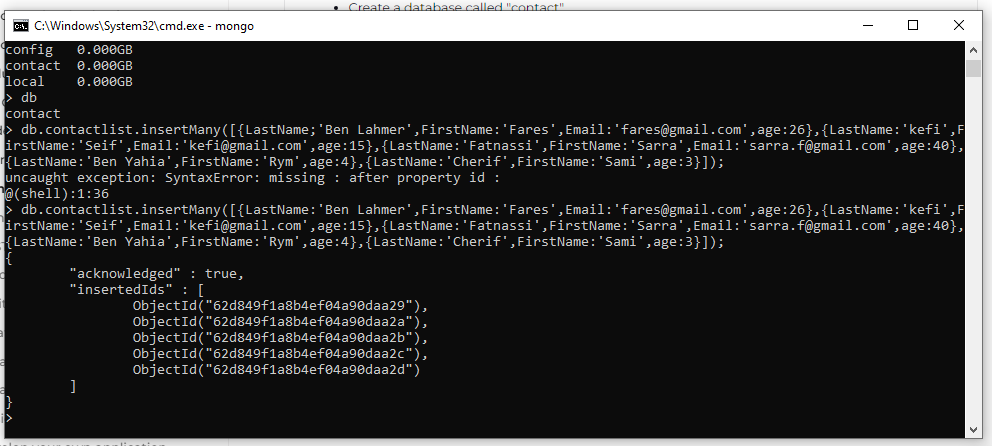 Create a database called "contact"
C:\Windows\System32\cmd.exe - mongo
config   0.000GB
contact  0.000GB
local    0.000GB
> db
contact
> db.contactlist.insertMany([{LastName;'Ben Lahmer',FirstName:'Fares',Email:'fares@gmail.com',age:26},{LastName:'kefi',F
irstName:'Seif',Email:'kefi@gmail.com',age:15},{LastName:'Fatnassi',FirstName:'Sarra',Email:'sarra.f@gmail.com',age:40},
{LastName:'Ben Yahia',FirstName:'Rym',age:4},{LastName:'Cherif',FirstName:'Sami',age:3}]);
uncaught exception: SyntaxError: missing : after property id :
@(shell):1:36
> db.contactlist.insertMany([{LastName:'Ben Lahmer',FirstName:'Fares',Email:'fares@gmail.com',age:26},{LastName:'kefi',F
irstName:'Seif',Email:'kefi@gmail.com',age:15},{LastName:'Fatnassi',FirstName:'Sarra',Email:'sarra.f@gmail.com',age:40},
{LastName:'Ben Yahia',FirstName:'Rym',age:4},{LastName:'Cherif',FirstName:'Sami',age:3}]);
{
        "acknowledged" : true,
        "insertedIds" : [
                ObjectId("62d849f1a8b4ef04a90daa29"),
                ObjectId("62d849f1a8b4ef04a90daa2a"),
                ObjectId("62d849f1a8b4ef04a90daa2b"),
                ObjectId("62d849f1a8b4ef04a90daa2c"),
                ObjectId("62d849f1a8b4ef04a90daa2d")
        ]
}
>
your own application